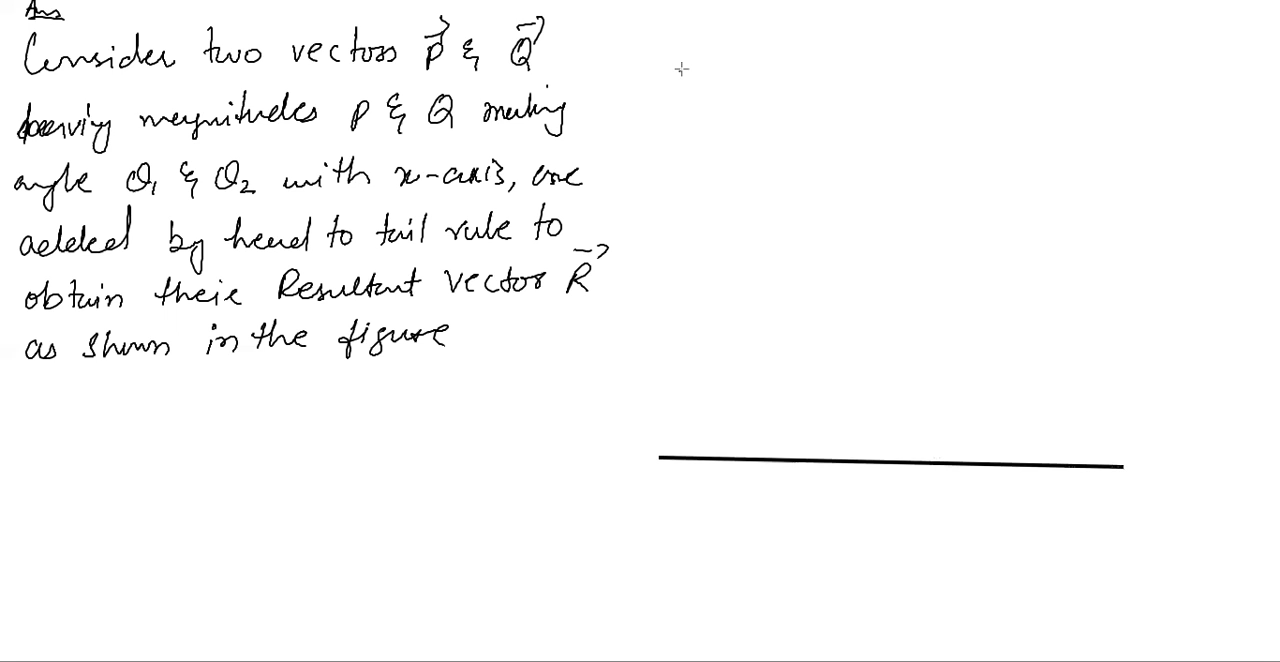 Ans
Consider two vectors P⃗ & Q⃗
having magnitudes P & Q making
angle θ₁ & θ₂ with x-axis, are
added by head to tail rule to
obtain their Resultant vector R⃗
as shown in the figure